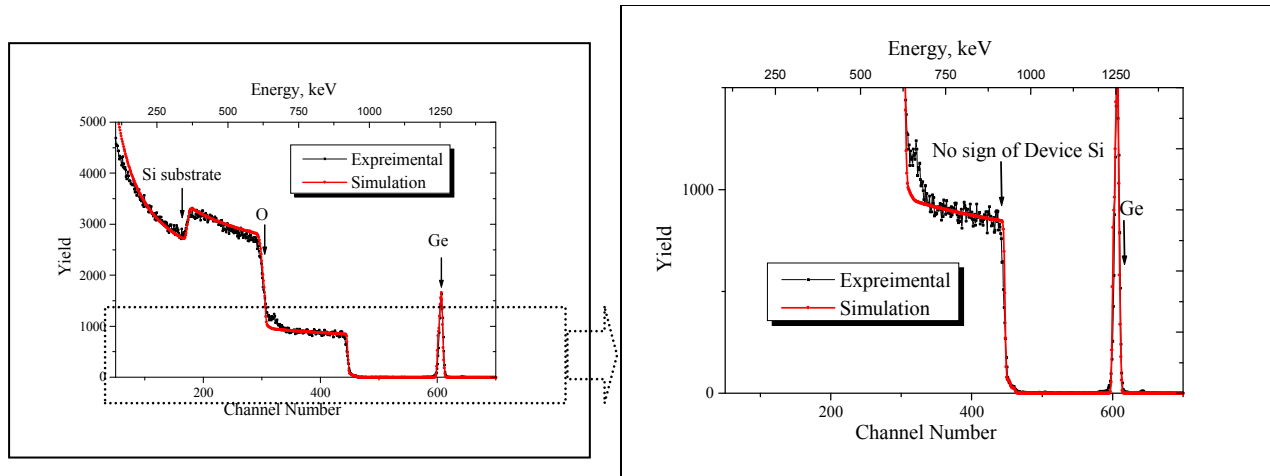 Energy, keV
250 500 750 1000 1250
5000
4000
3000
2000
1000
0
Yield
Si substrate
O
Ge
Expreimental
Simulation
200 400 600
Channel Number
Energy, keV
250 500 750 1000 1250
1000
0
Yield
No sign of Device Si
Ge
Expreimental
Simulation
200 400 600
Channel Number